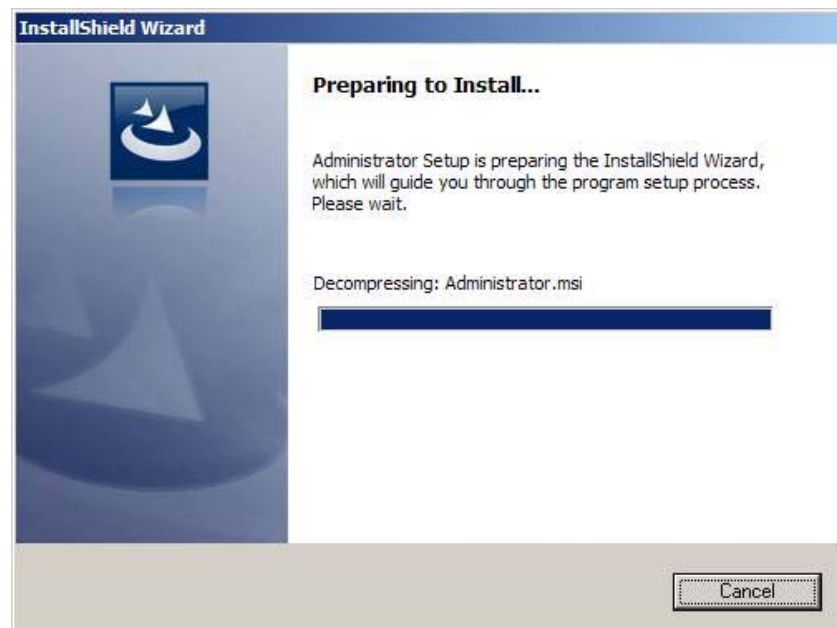 InstallShield Wizard
Preparing to Install...
Administrator Setup is preparing the InstallShield Wizard,
which will guide you through the program setup process.
Please wait.
Decompressing: Administrator.msi
Cancel